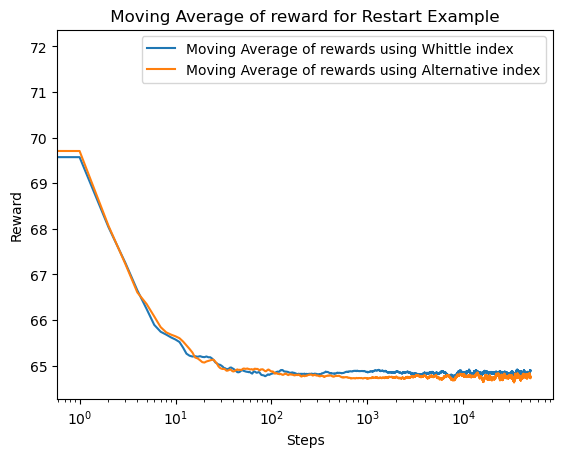 Moving Average of reward for Restart Example
Moving Average of rewards using Whittle index
Moving Average of rewards using Alternative index
Reward
72
71
70
69
68
67
66
65
10⁰ 10¹ 10² 10³ 10⁴
Steps